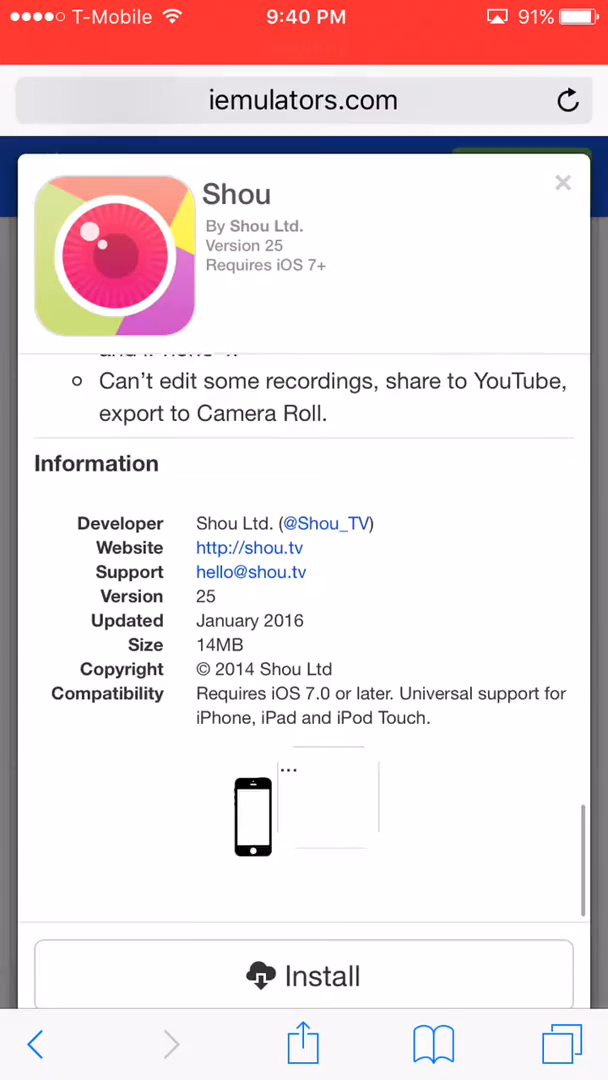 T-Mobile 9:40 PM 91%
iemulators.com
Shou
By Shou Ltd.
Version 25
Requires iOS 7+
Can’t edit some recordings, share to YouTube,
export to Camera Roll.
Information
Developer Shou Ltd. (@Shou_TV)
Website http://shou.tv
Support hello@shou.tv
Version 25
Updated January 2016
Size 14MB
Copyright © 2014 Shou Ltd
Compatibility Requires iOS 7.0 or later. Universal support for
iPhone, iPad and iPod Touch.
...
Install